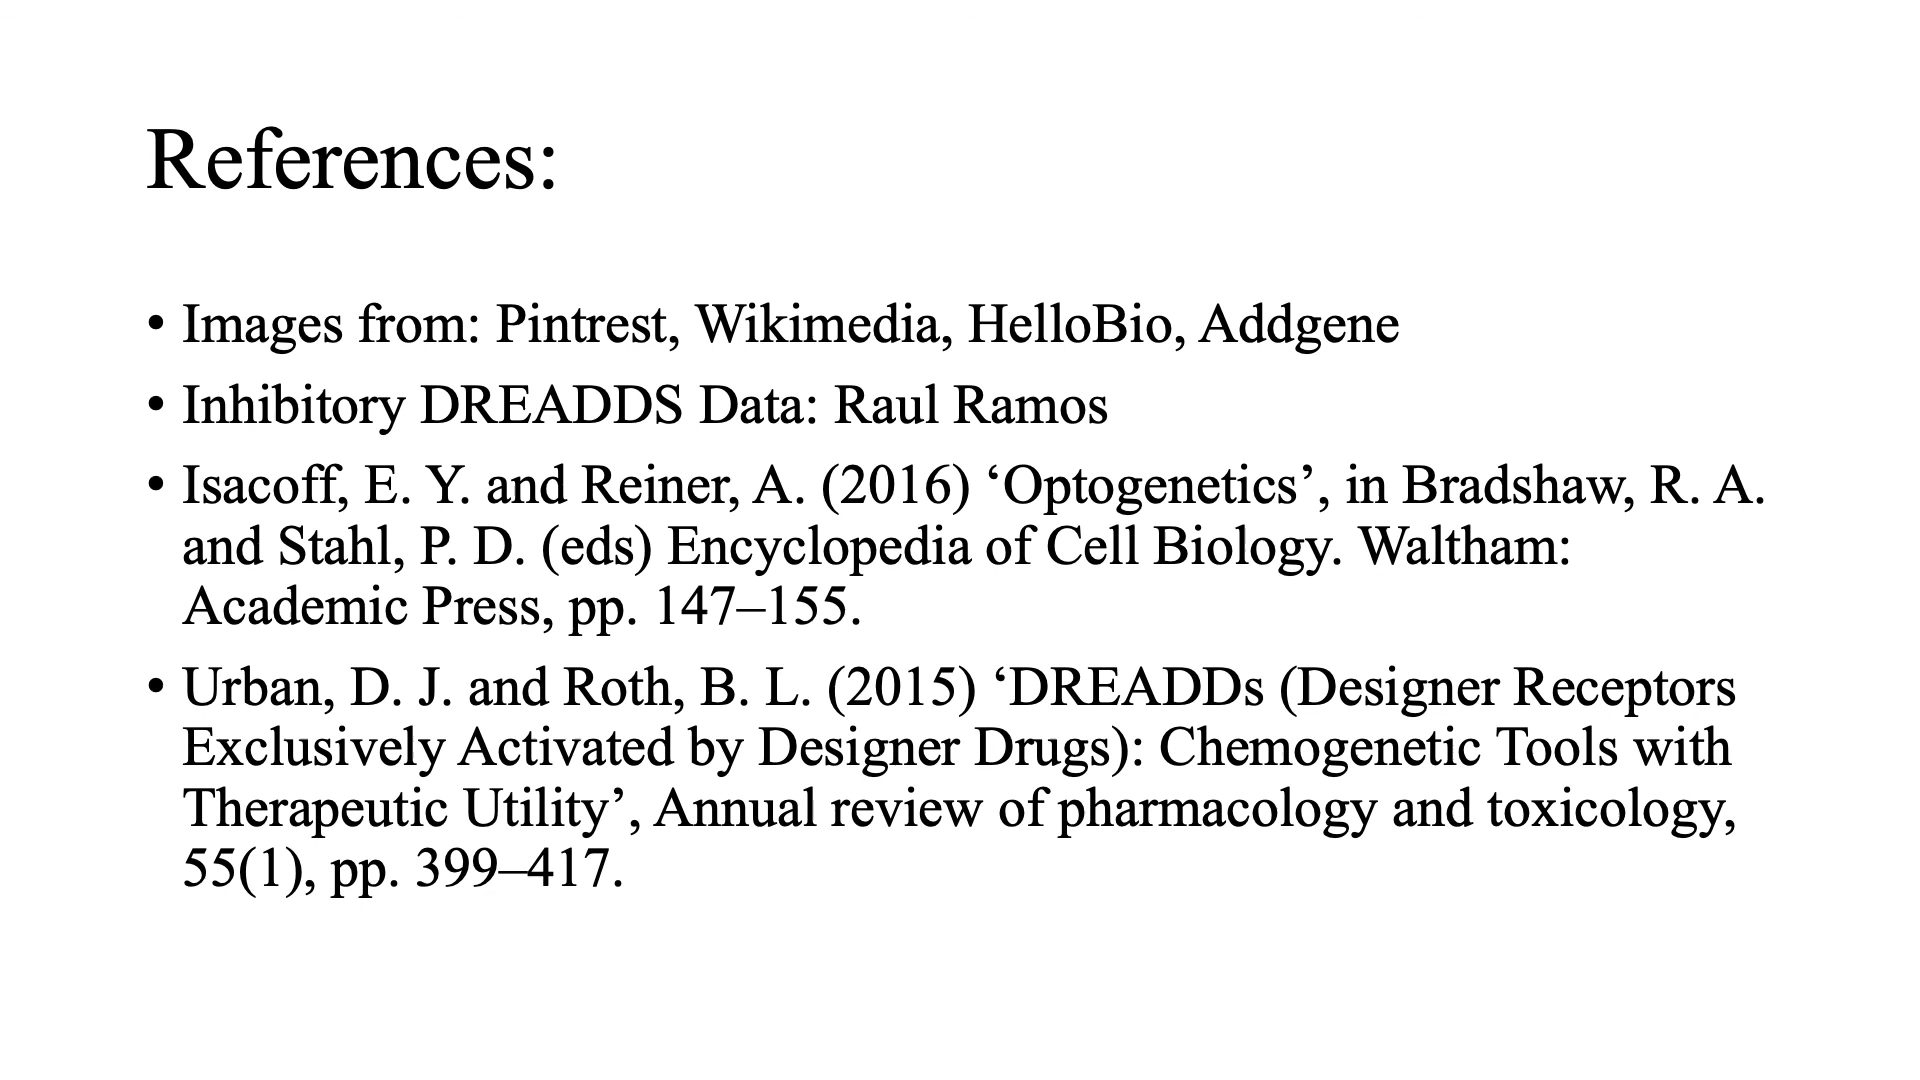 References:
• Images from: Pintrest, Wikimedia, HelloBio, Addgene
• Inhibitory DREADDS Data: Raul Ramos
• Isacoff, E. Y. and Reiner, A. (2016) ‘Optogenetics’, in Bradshaw, R. A.
and Stahl, P. D. (eds) Encyclopedia of Cell Biology. Waltham:
Academic Press, pp. 147–155.
• Urban, D. J. and Roth, B. L. (2015) ‘DREADDs (Designer Receptors
Exclusively Activated by Designer Drugs): Chemogenetic Tools with
Therapeutic Utility’, Annual review of pharmacology and toxicology,
55(1), pp. 399–417.